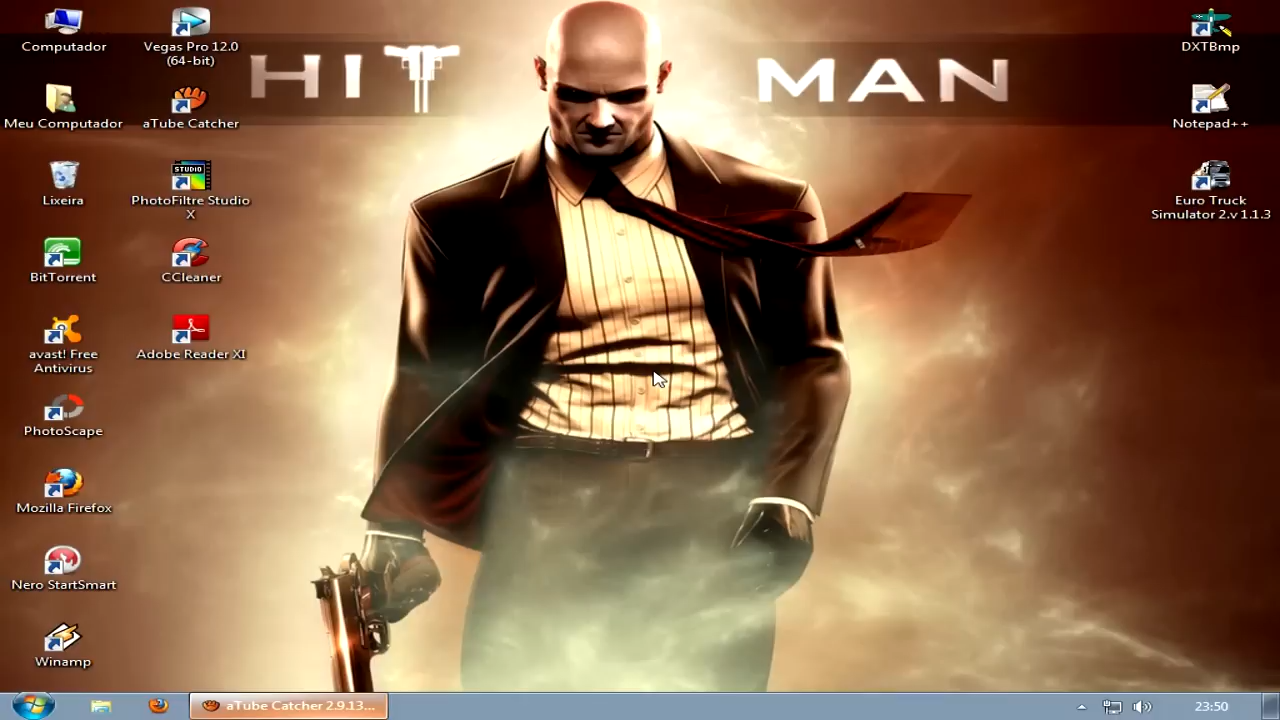 Computador
Vegas Pro 12.0
(64-bit)
HITMAN
DXTBmp
Meu Computador
aTube Catcher
Notepad++
Lixeira
STUDIO
PhotoFiltre Studio
X
Euro Truck
Simulator 2.v 1.1.3
BitTorrent
CCleaner
avast! Free
Antivirus
Adobe Reader XI
PhotoScape
Mozilla Firefox
Nero StartSmart
Winamp
aTube Catcher 2.9.13...
23:50